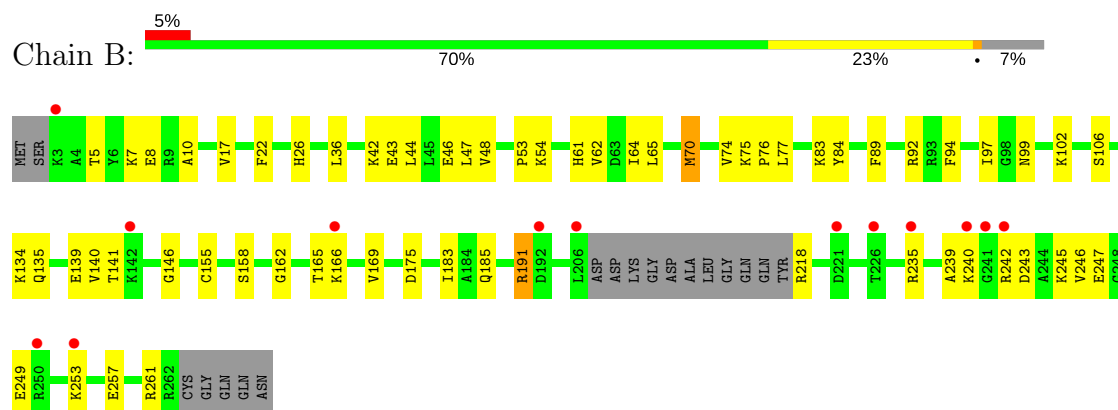 5%
Chain B:
70% 23% • 7%
MET SER K3 A4 T5 Y6 K7 E8 R9 A10 V17 F22 H26 L36 K42 E43 L44 L45 E46 L47 V48 P53 K54 H61 V62 D63 I64 L65 M70 V74 K75 P76 L77 K83 Y84 F89 R92 R93 F94 I97 G98 N99 K102 S106
K134 Q135 E139 V140 T141 K142 G146 C155 S158 G162 T165 K166 V169 D175 I183 A184 Q185 R191 D192 L206 ASP ASP LYS GLY ASP ALA LEU GLY GLN GLN TYR R218 D221 T226 R235 A239 K240 G241 R242 D243 A244 K245 V246 E247 G248
E249 R250 K253 E257 R261 R262 CYS GLY GLN GLN ASN